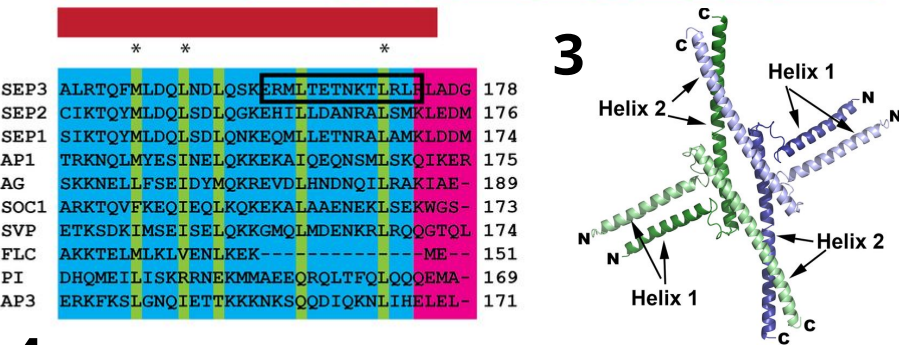 * * *
SEP3 ALRTQFMLDQLNDLQSKERMLTETNKTLRLRLADG 178
SEP2 CIKTQYMLDQLSDLQGKEHILLDANRALSMKLEDM 176
SEP1 SIKTQYMLDQLSDLQNKEQMLLETNRALAMKLDDM 174
AP1 TRKNQLMYESINELQKKEKAIQEQNSMLSKQIKER 175
AG SKKNELLFSEIDYMQKREVDLHNDNQILRAKIAE- 189
SOC1 ARKTQVFKEQIEQLKQKEKALAAENEKLSEKWGS- 173
SVP ETKSDKIMSEISELQKKGMQLMDENKRLRQQGTQL 174
FLC AKKTELMLKLVENLKEK--------------ME-- 151
PI DHQMEILISKRRNEKMMAEEQRQLTFQLQQQEMA- 169
AP3 ERKFKSLGNQIETTKKKNKSQQDIQKNLIHELEL- 171
3
C
C
Helix 1
Helix 2
N
N
N
N
Helix 1
Helix 2
C
C